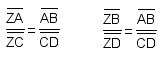 ZA/ZC = AB/CD   ZB/ZD = AB/CD